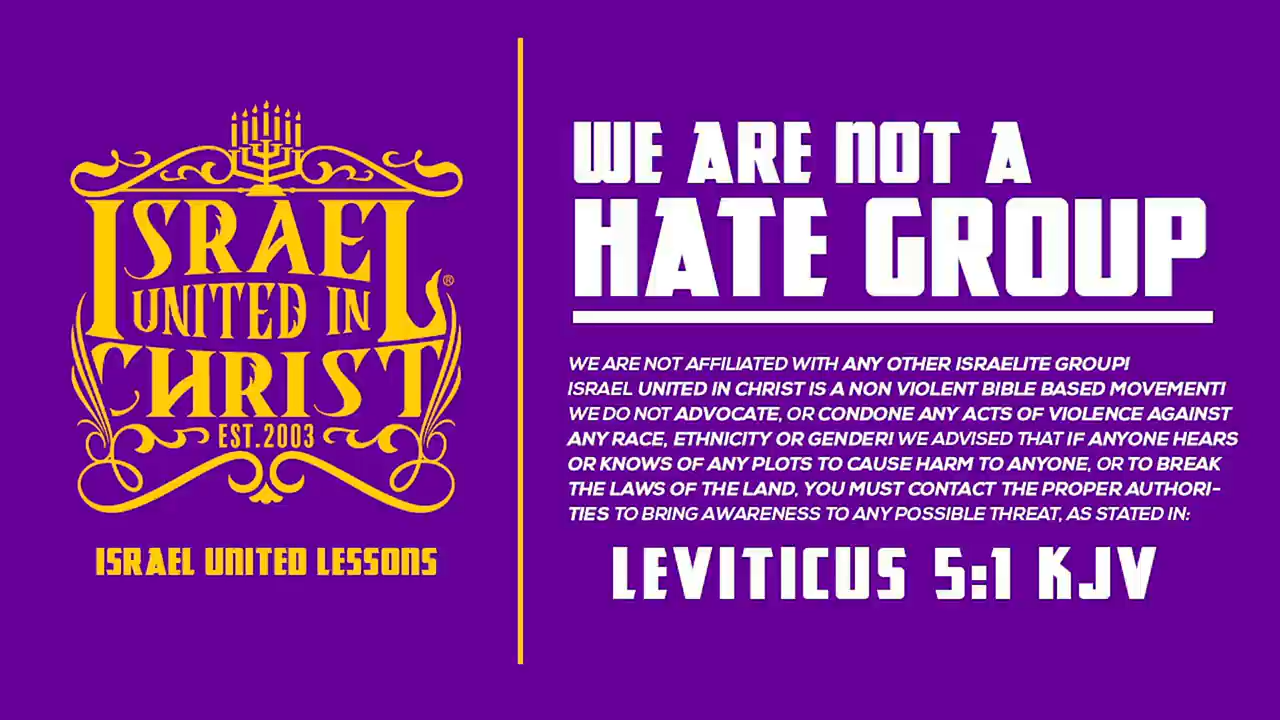 ISRAEL
UNITED IN
CHRIST
®
EST.2003
ISRAEL UNITED LESSONS
WE ARE NOT A
HATE GROUP
WE ARE NOT AFFILIATED WITH ANY OTHER ISRAELITE GROUP!
ISRAEL UNITED IN CHRIST IS A NON VIOLENT BIBLE BASED MOVEMENT!
WE DO NOT ADVOCATE, OR CONDONE ANY ACTS OF VIOLENCE AGAINST
ANY RACE, ETHNICITY OR GENDER! WE ADVISED THAT IF ANYONE HEARS
OR KNOWS OF ANY PLOTS TO CAUSE HARM TO ANYONE, OR TO BREAK
THE LAWS OF THE LAND, YOU MUST CONTACT THE PROPER AUTHORI-
TIES TO BRING AWARENESS TO ANY POSSIBLE THREAT, AS STATED IN:
LEVITICUS 5:1 KJV